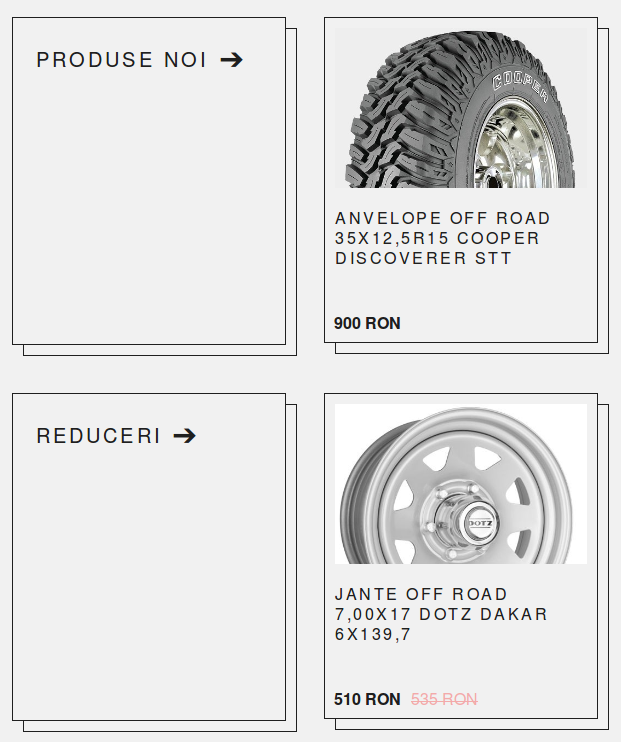 PRODUSE NOI ➔
COOPER
ANVELOPE OFF ROAD
35X12,5R15 COOPER
DISCOVERER STT
900 RON
REDUCERI ➔
DOTZ
JANTE OFF ROAD
7,00X17 DOTZ DAKAR
6X139,7
510 RON 535 RON